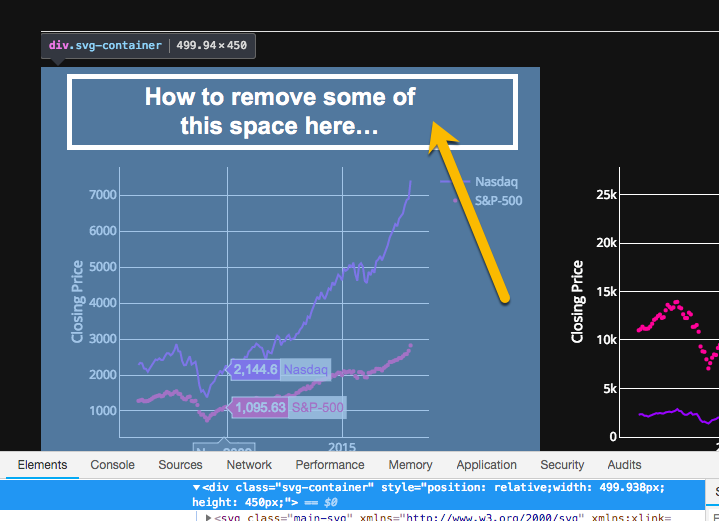 div.svg-container | 499.94 × 450
How to remove some of
this space here...
Nasdaq
S&P-500
7000
6000
5000
4000
3000
2000
1000
Closing Price
2,144.6 Nasdaq
1,095.63 S&P-500
2015
25k
20k
15k
10k
5k
0
Closing Price
Elements Console Sources Network Performance Memory Application Security Audits
▼<div class="svg-container" style="position: relative;width: 499.938px;
height: 450px;"> == $0
▶<svg class="main-svg" xmlns="http://www.w3.org/2000/svg" xmlns:xlink=